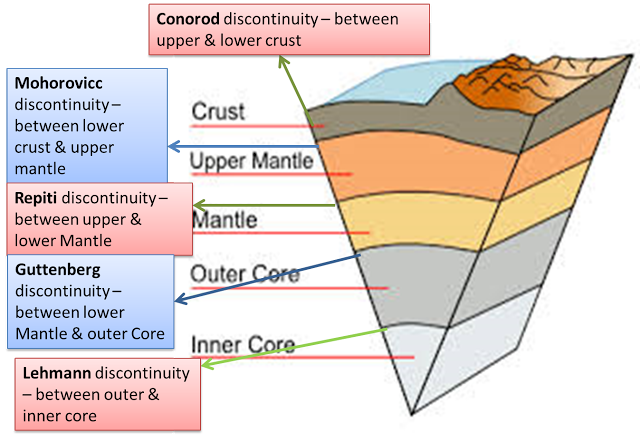 Conorod discontinuity – between
upper & lower crust
Mohorovicc
discontinuity –
between lower
crust & upper
mantle
Crust
Upper Mantle
Repiti discontinuity –
between upper &
lower Mantle
Mantle
Guttenberg
discontinuity –
between lower
Mantle & outer Core
Outer Core
Inner Core
Lehmann discontinuity
– between outer &
inner core